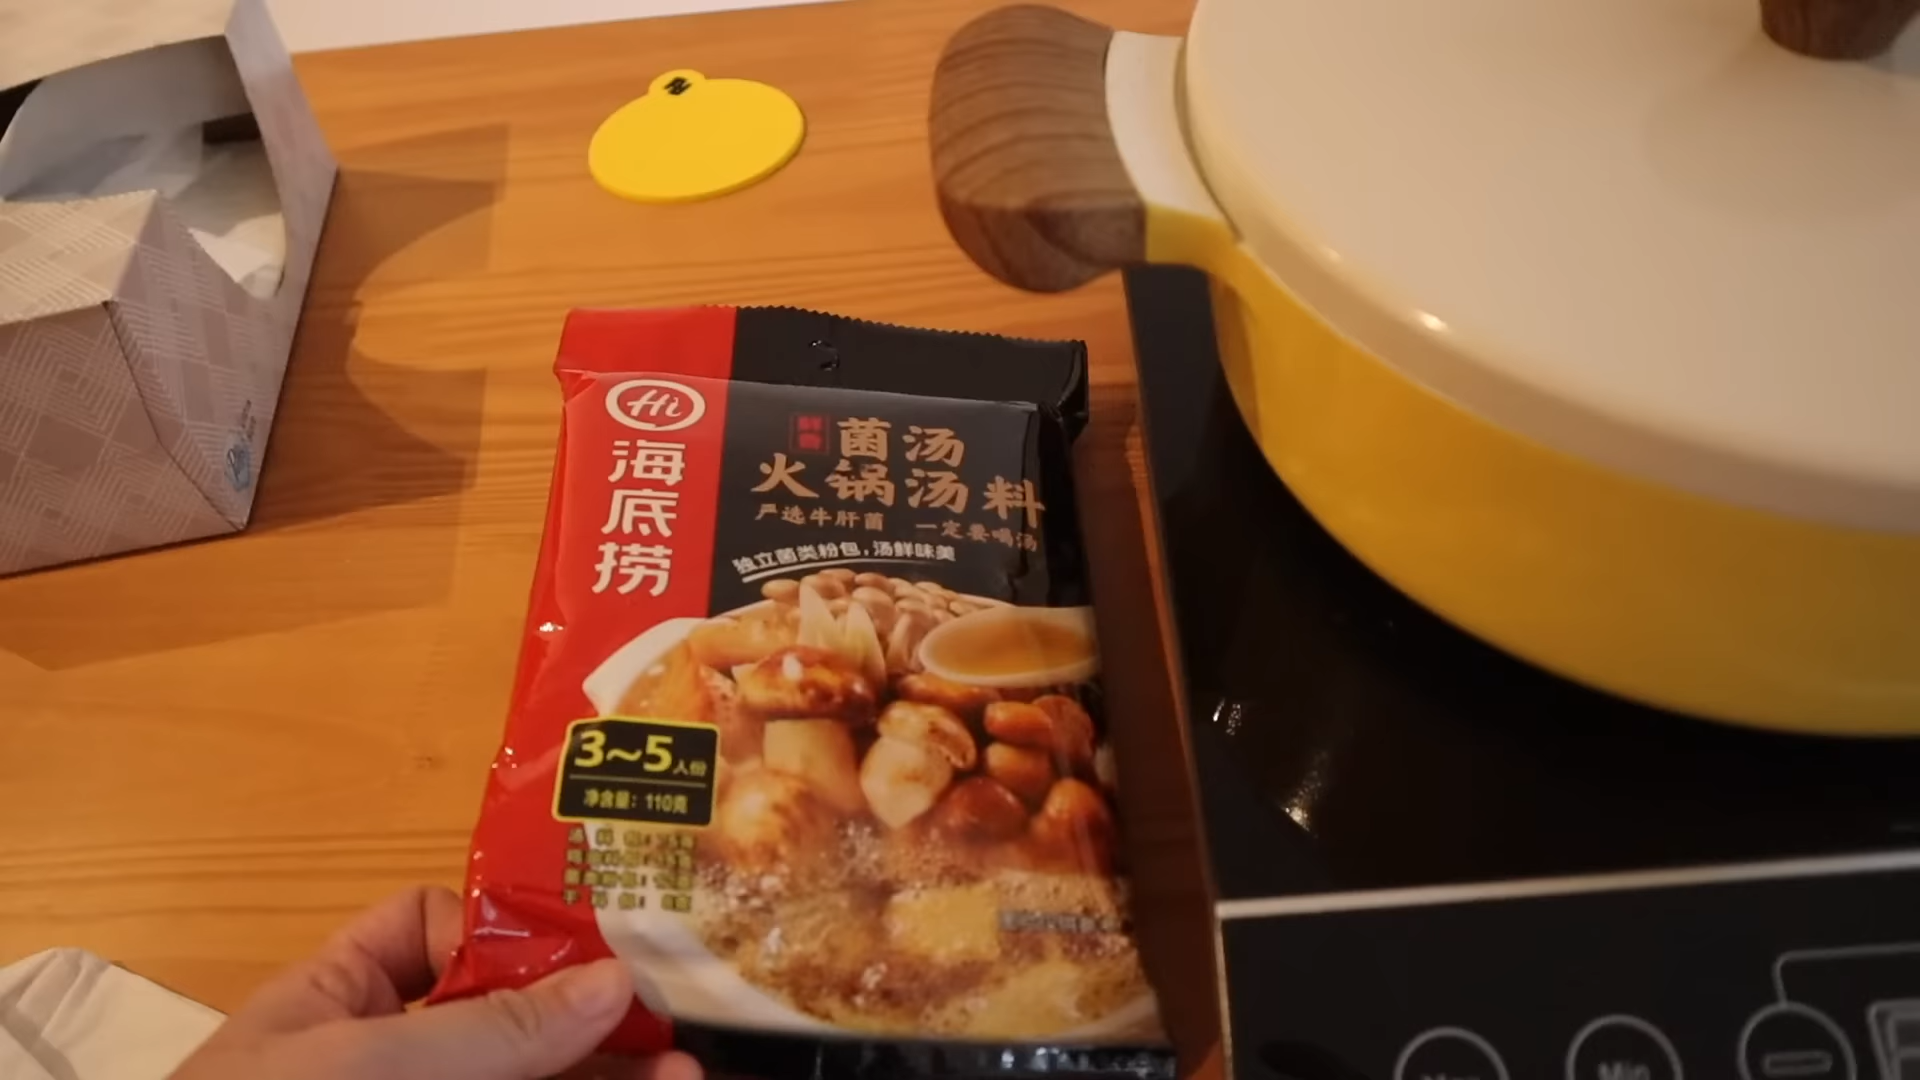 Hi
海底捞
鲜香
菌汤
火锅汤料
严选牛肝菌 一定要喝汤
独立菌类粉包，汤鲜味美
3~5人份
净含量：110克
Min